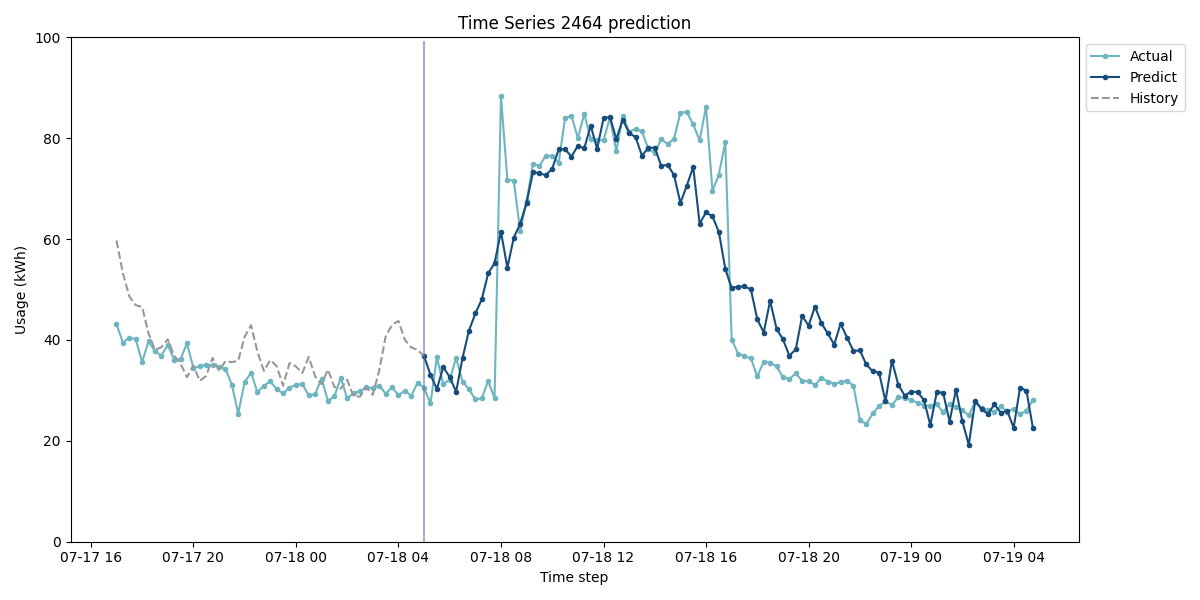 Time Series 2464 prediction
100
80
60
40
20
0
Usage (kWh)
07-17 16
07-17 20
07-18 00
07-18 04
07-18 08
07-18 12
07-18 16
07-18 20
07-19 00
07-19 04
Time step
Actual
Predict
History